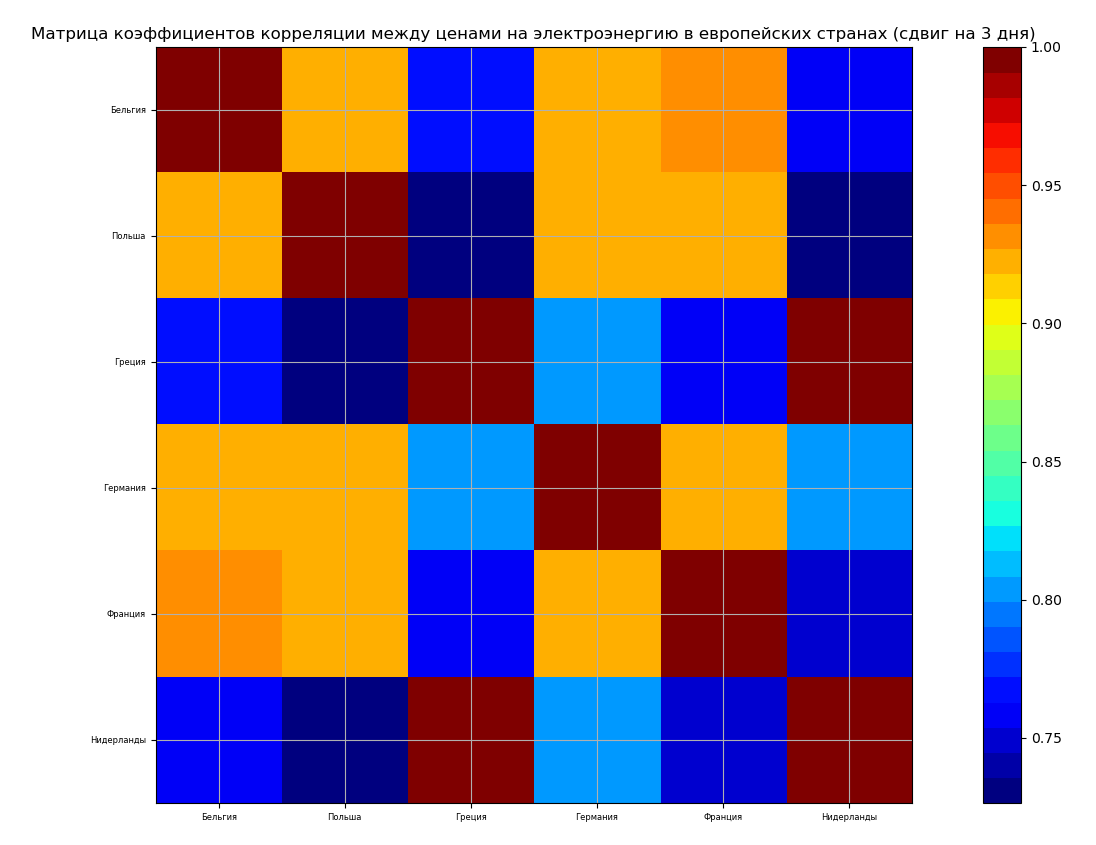 Матрица коэффициентов корреляции между ценами на электроэнергию в европейских странах (сдвиг на 3 дня)
Бельгия
Польша
Греция
Германия
Франция
Нидерланды
Бельгия Польша Греция Германия Франция Нидерланды
1.00
0.95
0.90
0.85
0.80
0.75